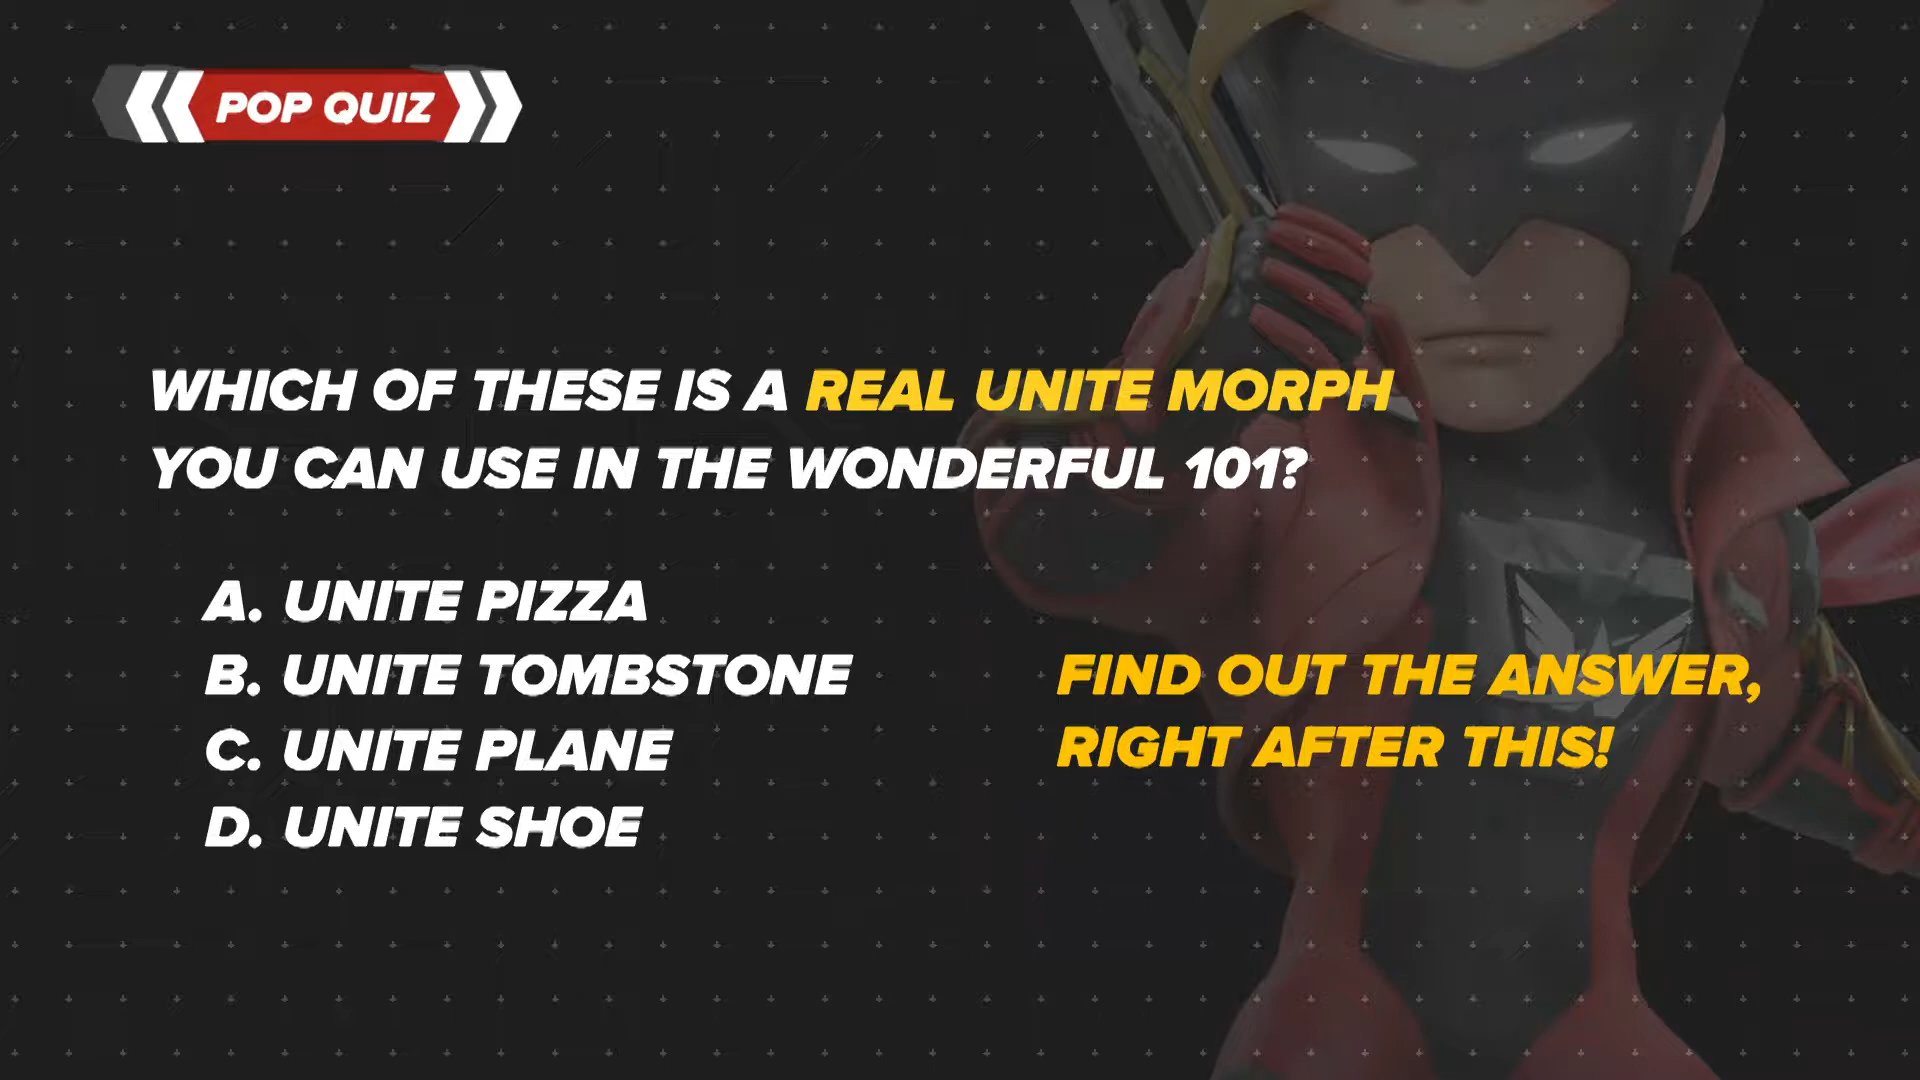 POP QUIZ
WHICH OF THESE IS A REAL UNITE MORPH
YOU CAN USE IN THE WONDERFUL 101?
A. UNITE PIZZA
B. UNITE TOMBSTONE
C. UNITE PLANE
D. UNITE SHOE
FIND OUT THE ANSWER,
RIGHT AFTER THIS!